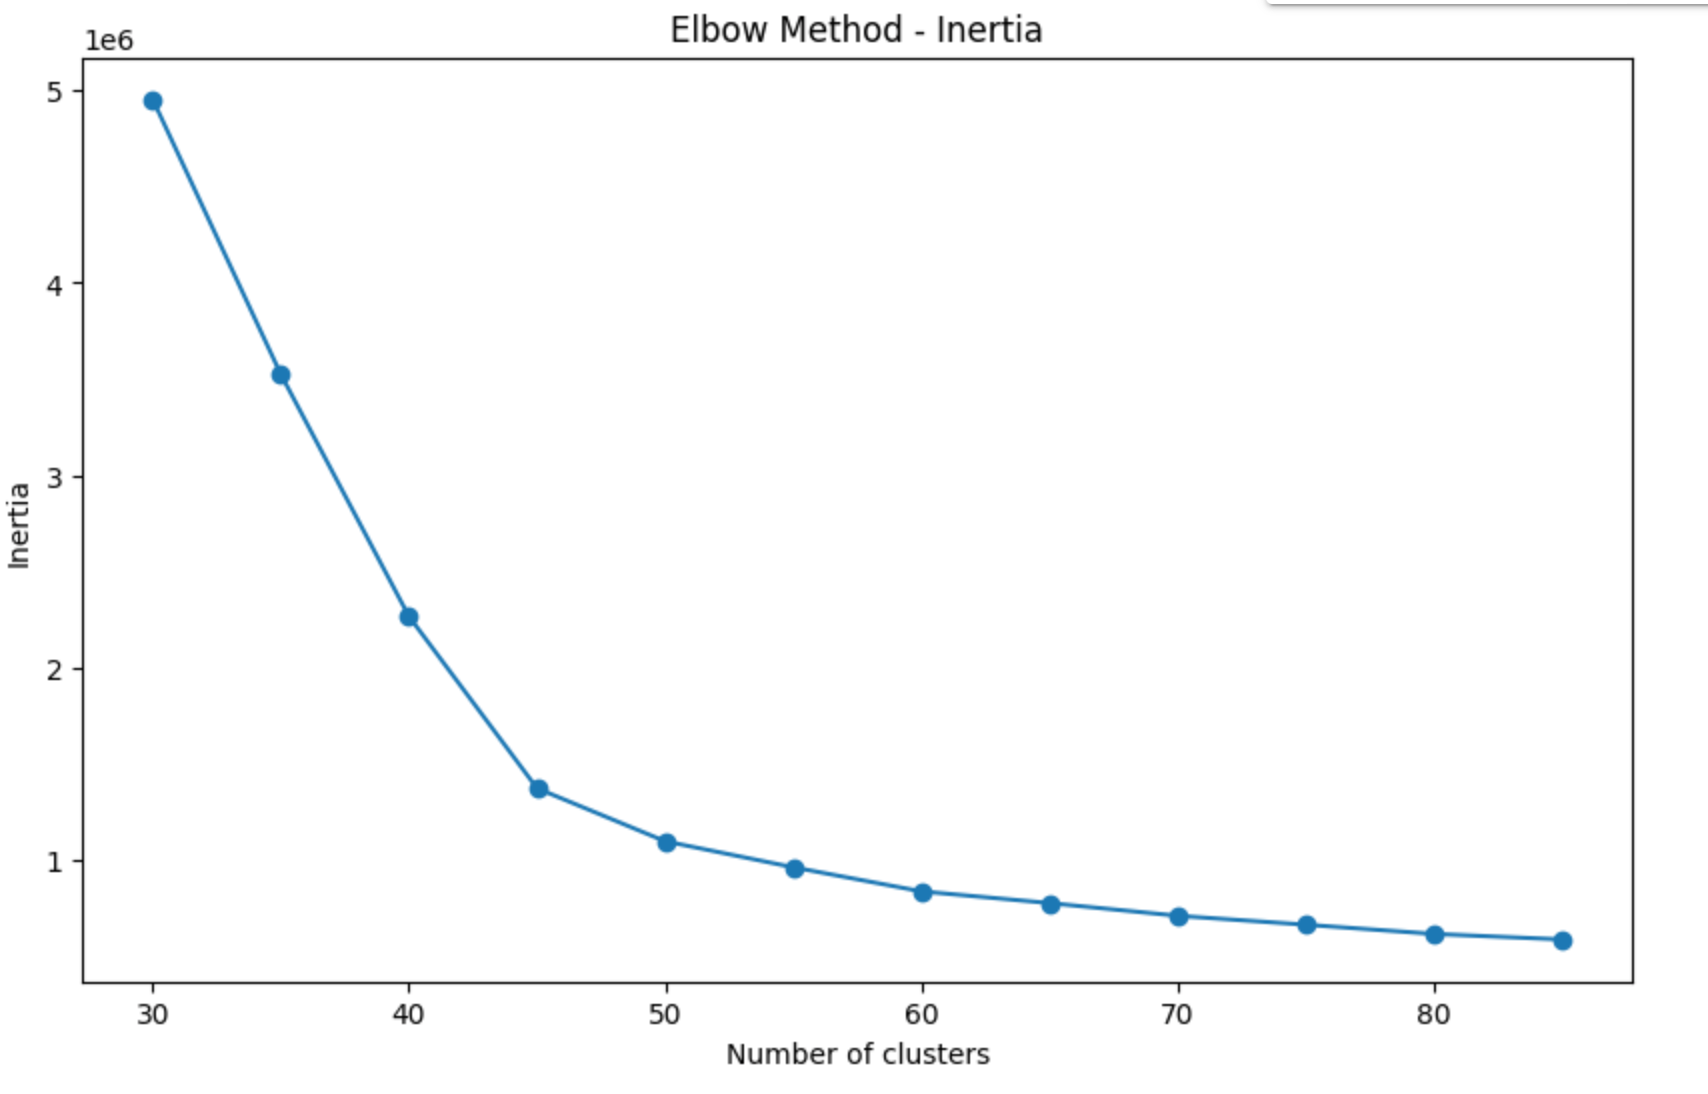 Elbow Method - Inertia
1e6
5
4
3
2
1
Inertia
30 40 50 60 70 80
Number of clusters